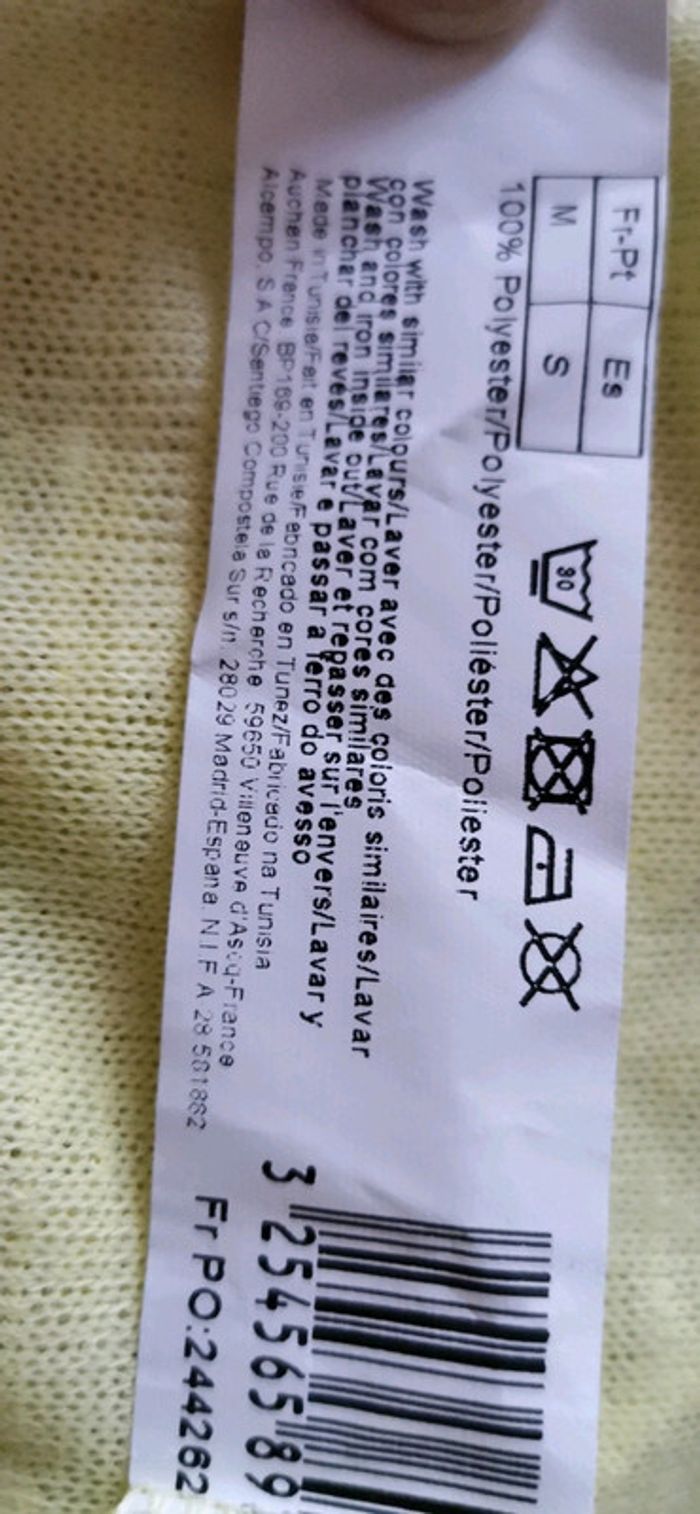 Fr-Pt Es
M S
30
100% Polyester/Polyester/Poliéster/Poliester
Wash with similar colours/Laver avec des coloris similaires/Lavar
con colores similares/Lavar com cores similares
Wash and iron inside out/Laver et repasser sur l'envers/Lavar y
planchar del reves/Lavar e passar a ferro do avesso
Made in Tunisie/Fait en Tunisie/Fabricado en Tunez/Fabricado na Tunisia
Auchan France. BP169-200 Rue de la Recherche. 59650 Villeneuve d'Ascq-France
Alcampo. S.A.C/Santiago Compostela Sur s/n. 28029 Madrid-Espana. N.I.F A 28 581882
3 254565 89
Fr PO:244262